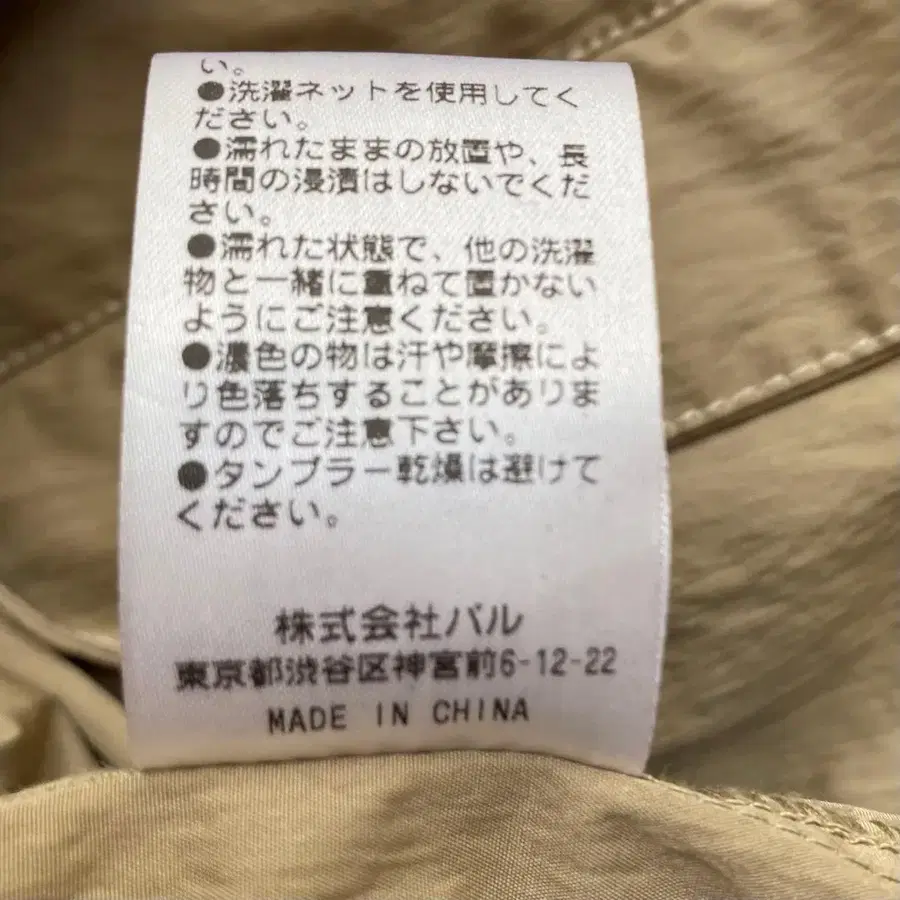 い。
●洗濯ネットを使用してく
ださい。
●濡れたままの放置や、長
時間の浸漬はしないでくだ
さい。
●濡れた状態で、他の洗濯
物と一緒に重ねて置かない
ようにご注意ください。
●濃色の物は汗や摩擦によ
り色落ちすることがありま
すのでご注意下さい。
●タンブラー乾燥は避けて
ください。
株式会社バル
東京都渋谷区神宮前6-12-22
MADE IN CHINA